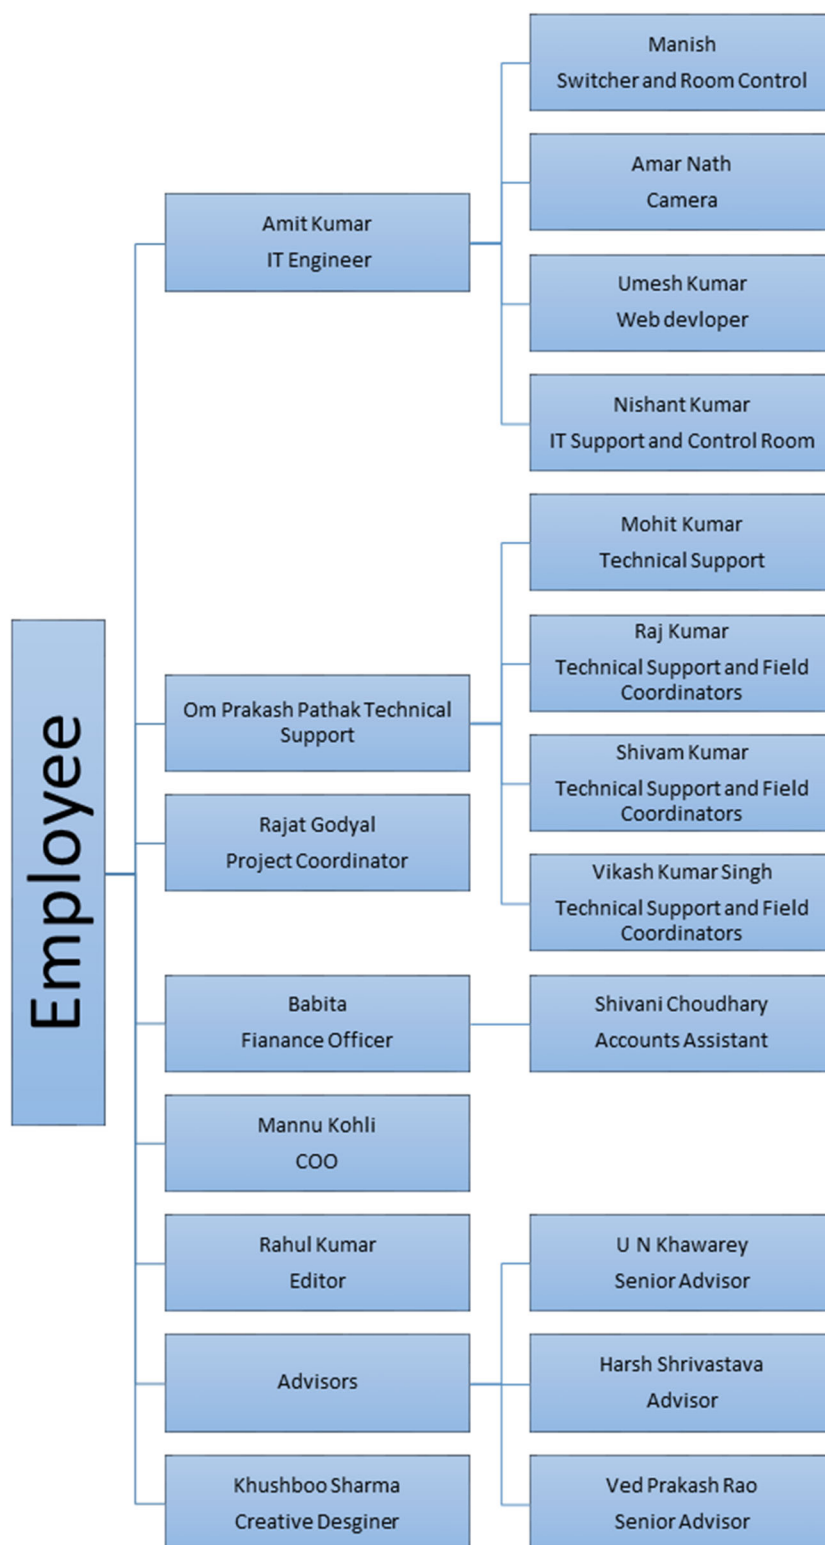 Employee
Amit Kumar
IT Engineer
Manish
Switcher and Room Control
Amar Nath
Camera
Umesh Kumar
Web devloper
Nishant Kumar
IT Support and Control Room
Om Prakash Pathak Technical
Support
Mohit Kumar
Technical Support
Raj Kumar
Technical Support and Field
Coordinators
Shivam Kumar
Technical Support and Field
Coordinators
Vikash Kumar Singh
Technical Support and Field
Coordinators
Rajat Godyal
Project Coordinator
Babita
Fianance Officer
Shivani Choudhary
Accounts Assistant
Mannu Kohli
COO
Rahul Kumar
Editor
Advisors
U N Khawarey
Senior Advisor
Harsh Shrivastava
Advisor
Ved Prakash Rao
Senior Advisor
Khushboo Sharma
Creative Desginer